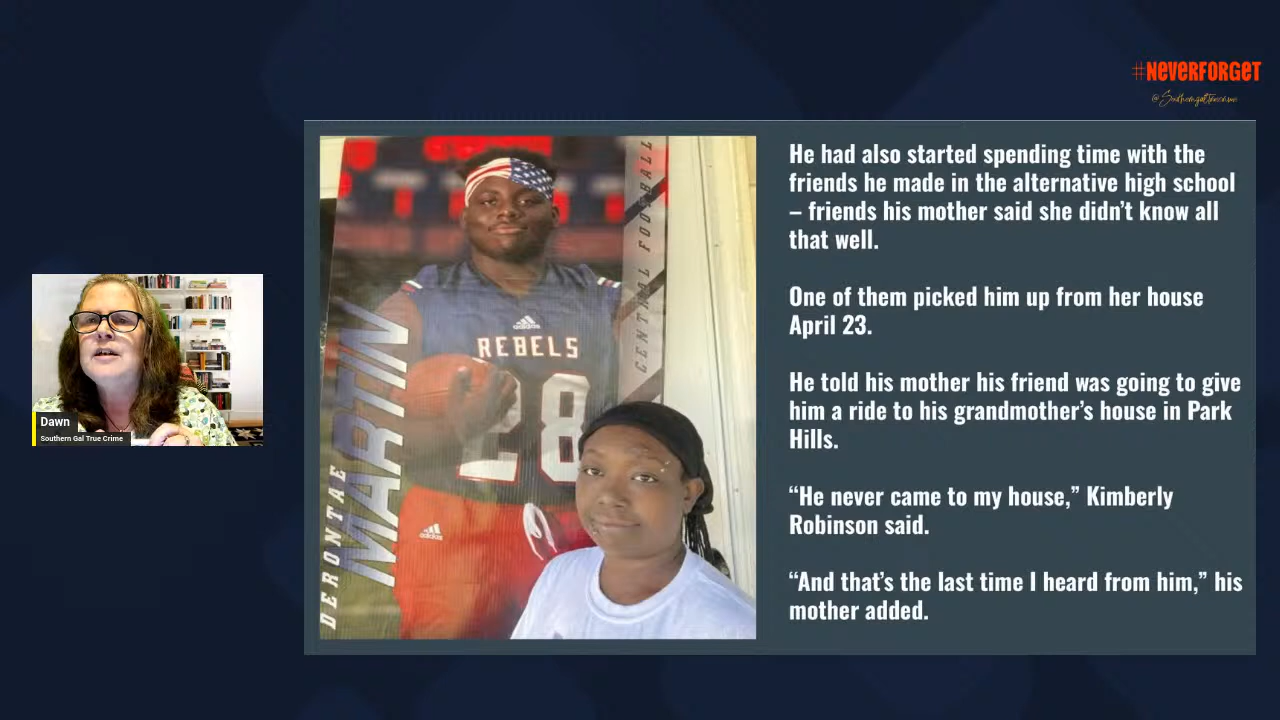 #NEVERFORGET
@Southerngaltruecrime
He had also started spending time with the
friends he made in the alternative high school
– friends his mother said she didn’t know all
that well.
One of them picked him up from her house
April 23.
He told his mother his friend was going to give
him a ride to his grandmother’s house in Park
Hills.
“He never came to my house,” Kimberly
Robinson said.
“And that’s the last time I heard from him,” his
mother added.
CENTRAL FOOTBALL
adidas
REBELS
28
DERONTAE
MARTIN
adidas
Dawn
Southern Gal True Crime